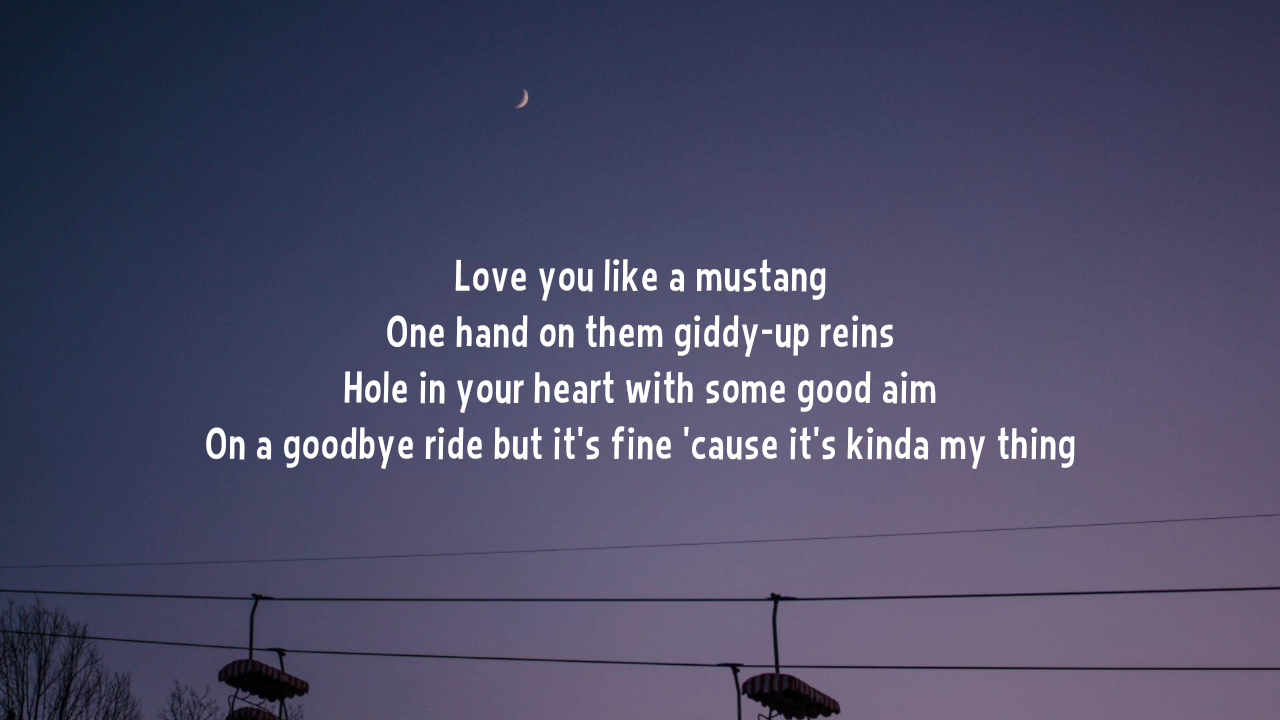 Love you like a mustang
One hand on them giddy-up reins
Hole in your heart with some good aim
On a goodbye ride but it's fine 'cause it's kinda my thing